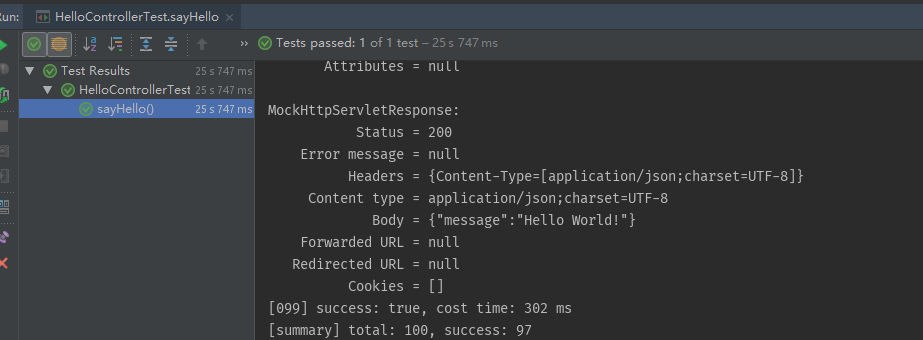 Run: HelloControllerTest.sayHello ×
» Tests passed: 1 of 1 test – 25 s 747 ms
Test Results 25 s 747 ms
HelloControllerTest 25 s 747 ms
sayHello() 25 s 747 ms
Attributes = null
MockHttpServletResponse:
Status = 200
Error message = null
Headers = {Content-Type=[application/json;charset=UTF-8]}
Content type = application/json;charset=UTF-8
Body = {"message":"Hello World!"}
Forwarded URL = null
Redirected URL = null
Cookies = []
[099] success: true, cost time: 302 ms
[summary] total: 100, success: 97